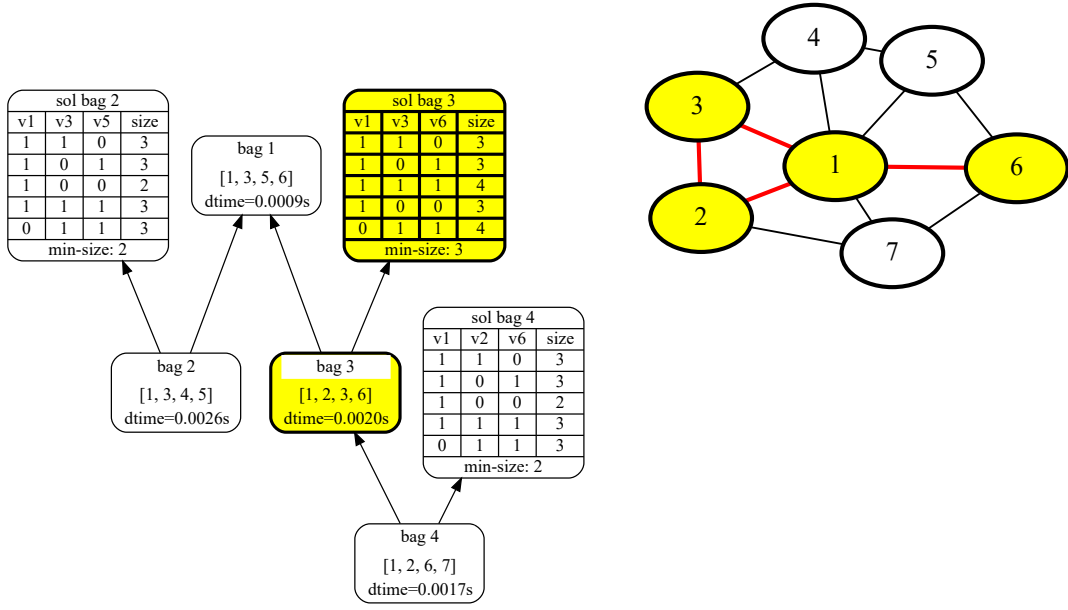 sol bag 2
v1 v3 v5 size
1 1 0 3
1 0 1 3
1 0 0 2
1 1 1 3
0 1 1 3
min-size: 2
bag 1
[1, 3, 5, 6]
dtime=0.0009s
sol bag 3
v1 v3 v6 size
1 1 0 3
1 0 1 3
1 1 1 4
1 0 0 3
0 1 1 4
min-size: 3
bag 2
[1, 3, 4, 5]
dtime=0.0026s
bag 3
[1, 2, 3, 6]
dtime=0.0020s
sol bag 4
v1 v2 v6 size
1 1 0 3
1 0 1 3
1 0 0 2
1 1 1 3
0 1 1 3
min-size: 2
bag 4
[1, 2, 6, 7]
dtime=0.0017s
4
5
3
1
6
2
7